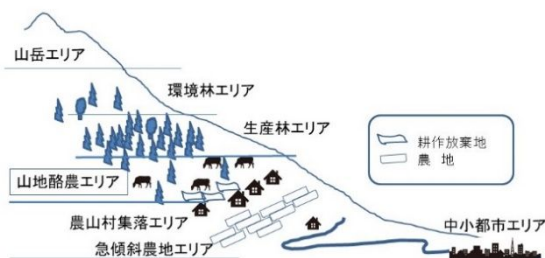 山岳エリア
環境林エリア
生産林エリア
耕作放棄地
農 地
山地酪農エリア
農山村集落エリア
中小都市エリア
急傾斜農地エリア